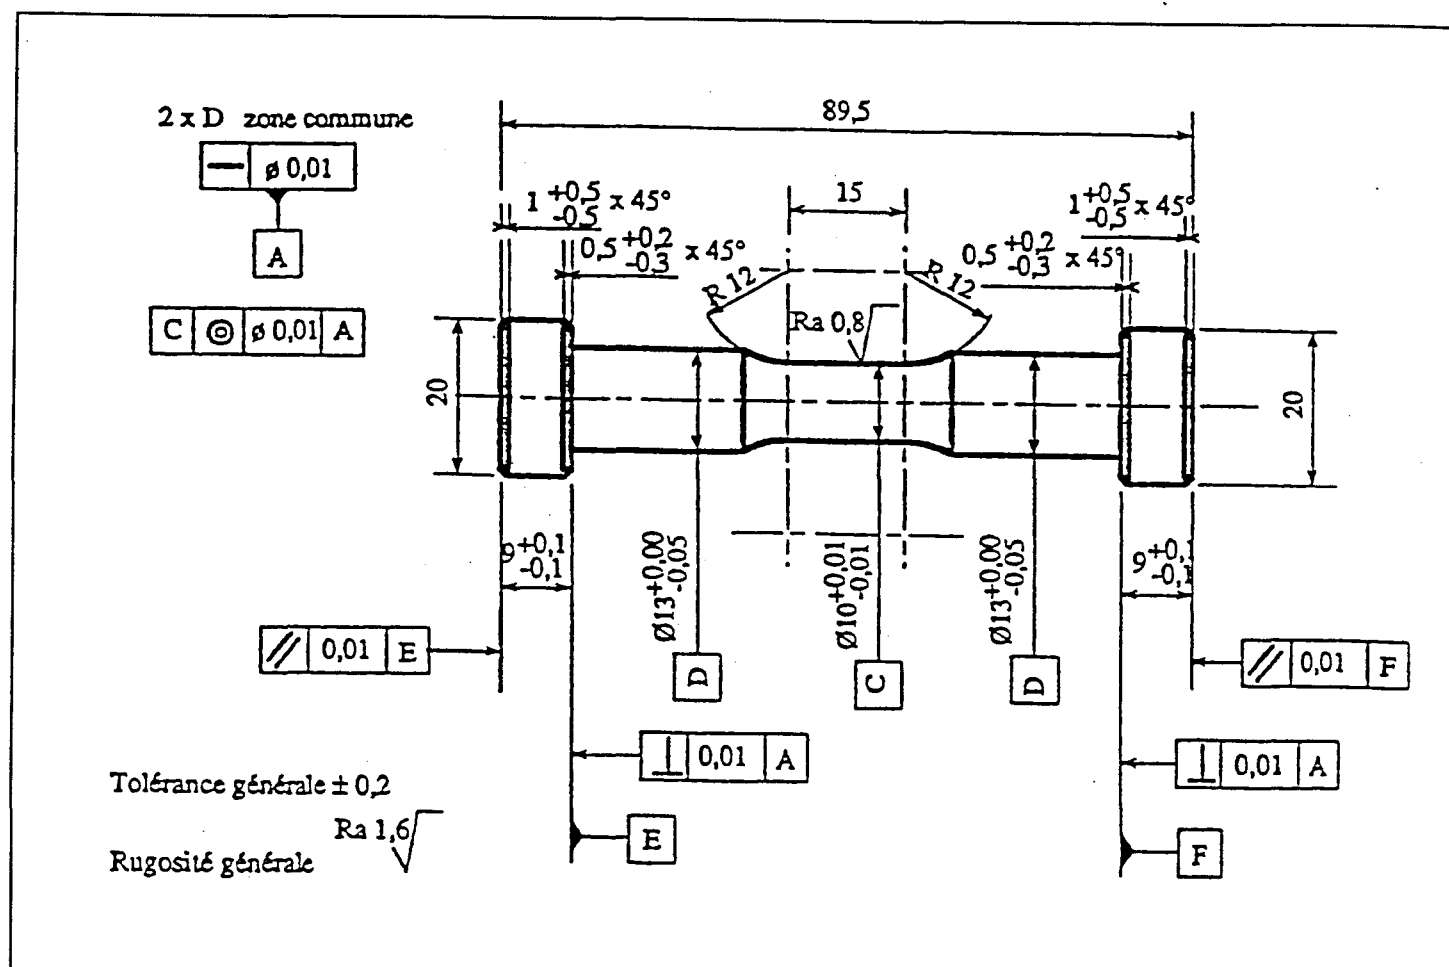 2 x D zone commune
— ø 0,01
A
C ◎ ø 0,01 A
89,5
1 +0,5 -0,5 x 45°
0,5 +0,2 -0,3 x 45°
15
1 +0,5 -0,5 x 45°
0,5 +0,2 -0,3 x 45°
R 12
R 12
Ra 0,8
20
20
9 +0,1 -0,1
Ø13 +0,00 -0,05
Ø10 +0,01 -0,01
Ø13 +0,00 -0,05
9 +0,1 -0,1
// 0,01 E
D
C
D
// 0,01 F
⊥ 0,01 A
⊥ 0,01 A
Tolérance générale ± 0,2
Ra 1,6
Rugosité générale
E
F